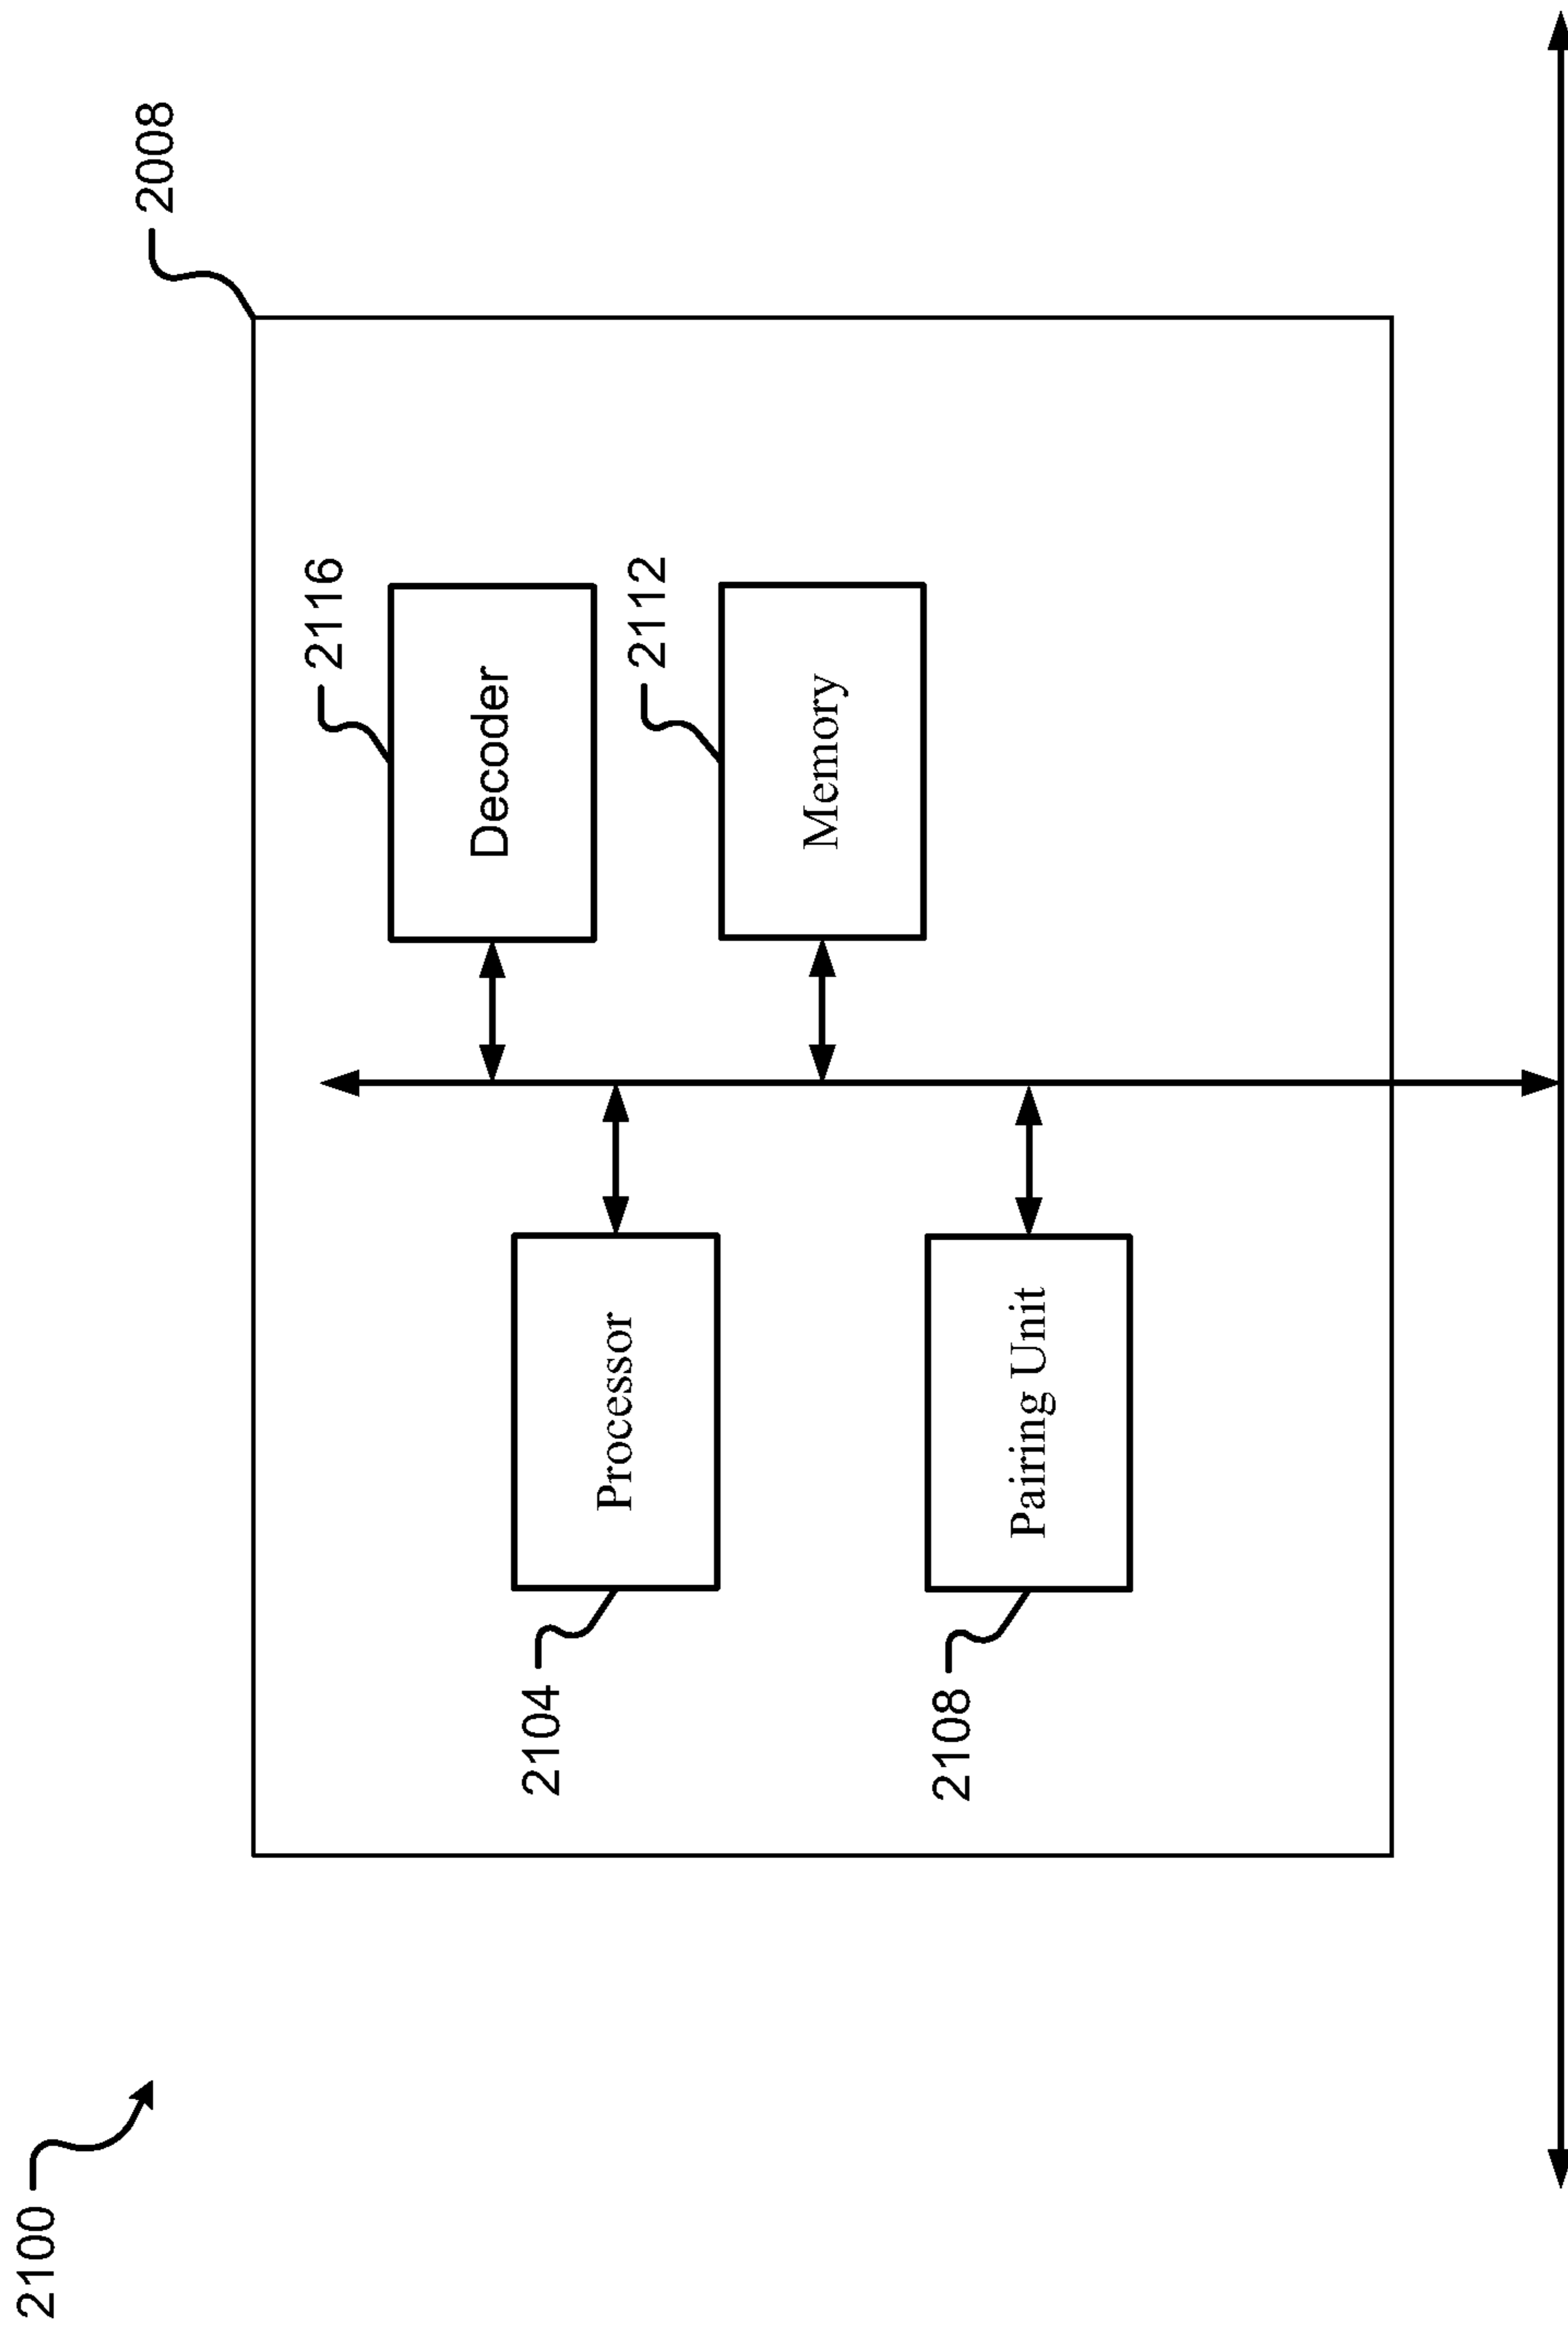 2100
2008
2104
Processor
Decoder
2116
2112
Memory
2108
Pairing Unit